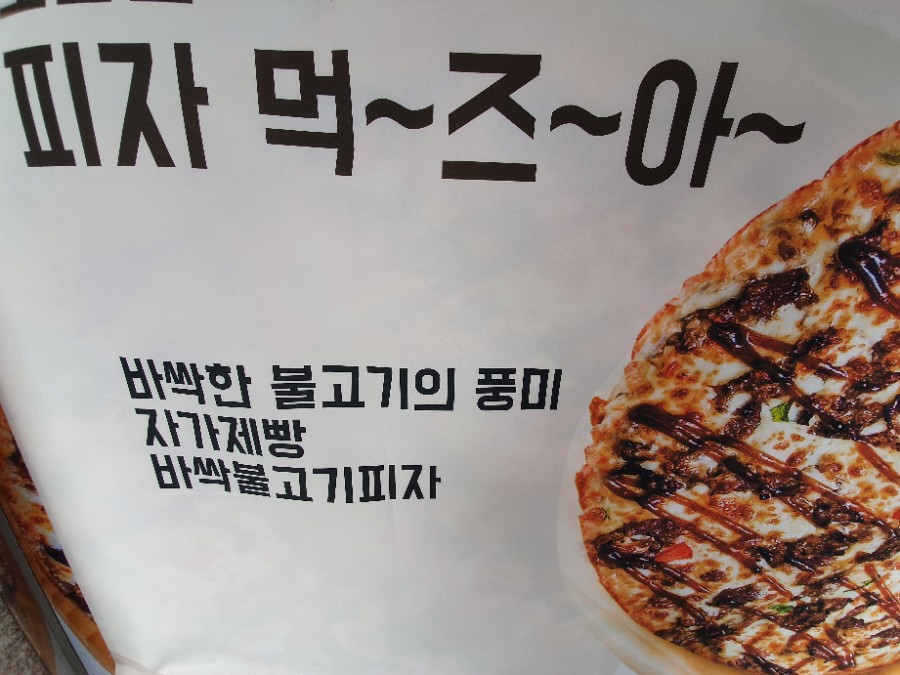 피자 먹~즈~아~
바싹한 불고기의 풍미
자가제빵
바싹불고기피자